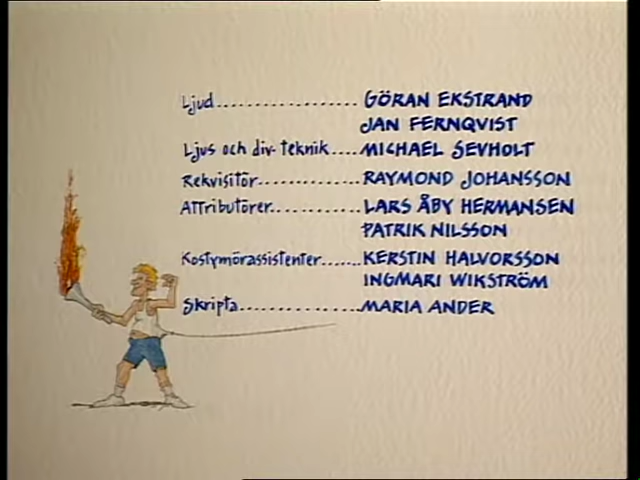 Ljud.................. GÖRAN EKSTRAND
JAN FERNQVIST
Ljus och div. teknik.....MICHAEL SEVHOLT
Rekvisitör............. RAYMOND JOHANSSON
Attributörer........... LARS ÅBY HERMANSEN
PATRIK NILSSON
Kostymörassistenter...... KERSTIN HALVORSSON
INGMARI WIKSTRÖM
Skripta................MARIA ANDER